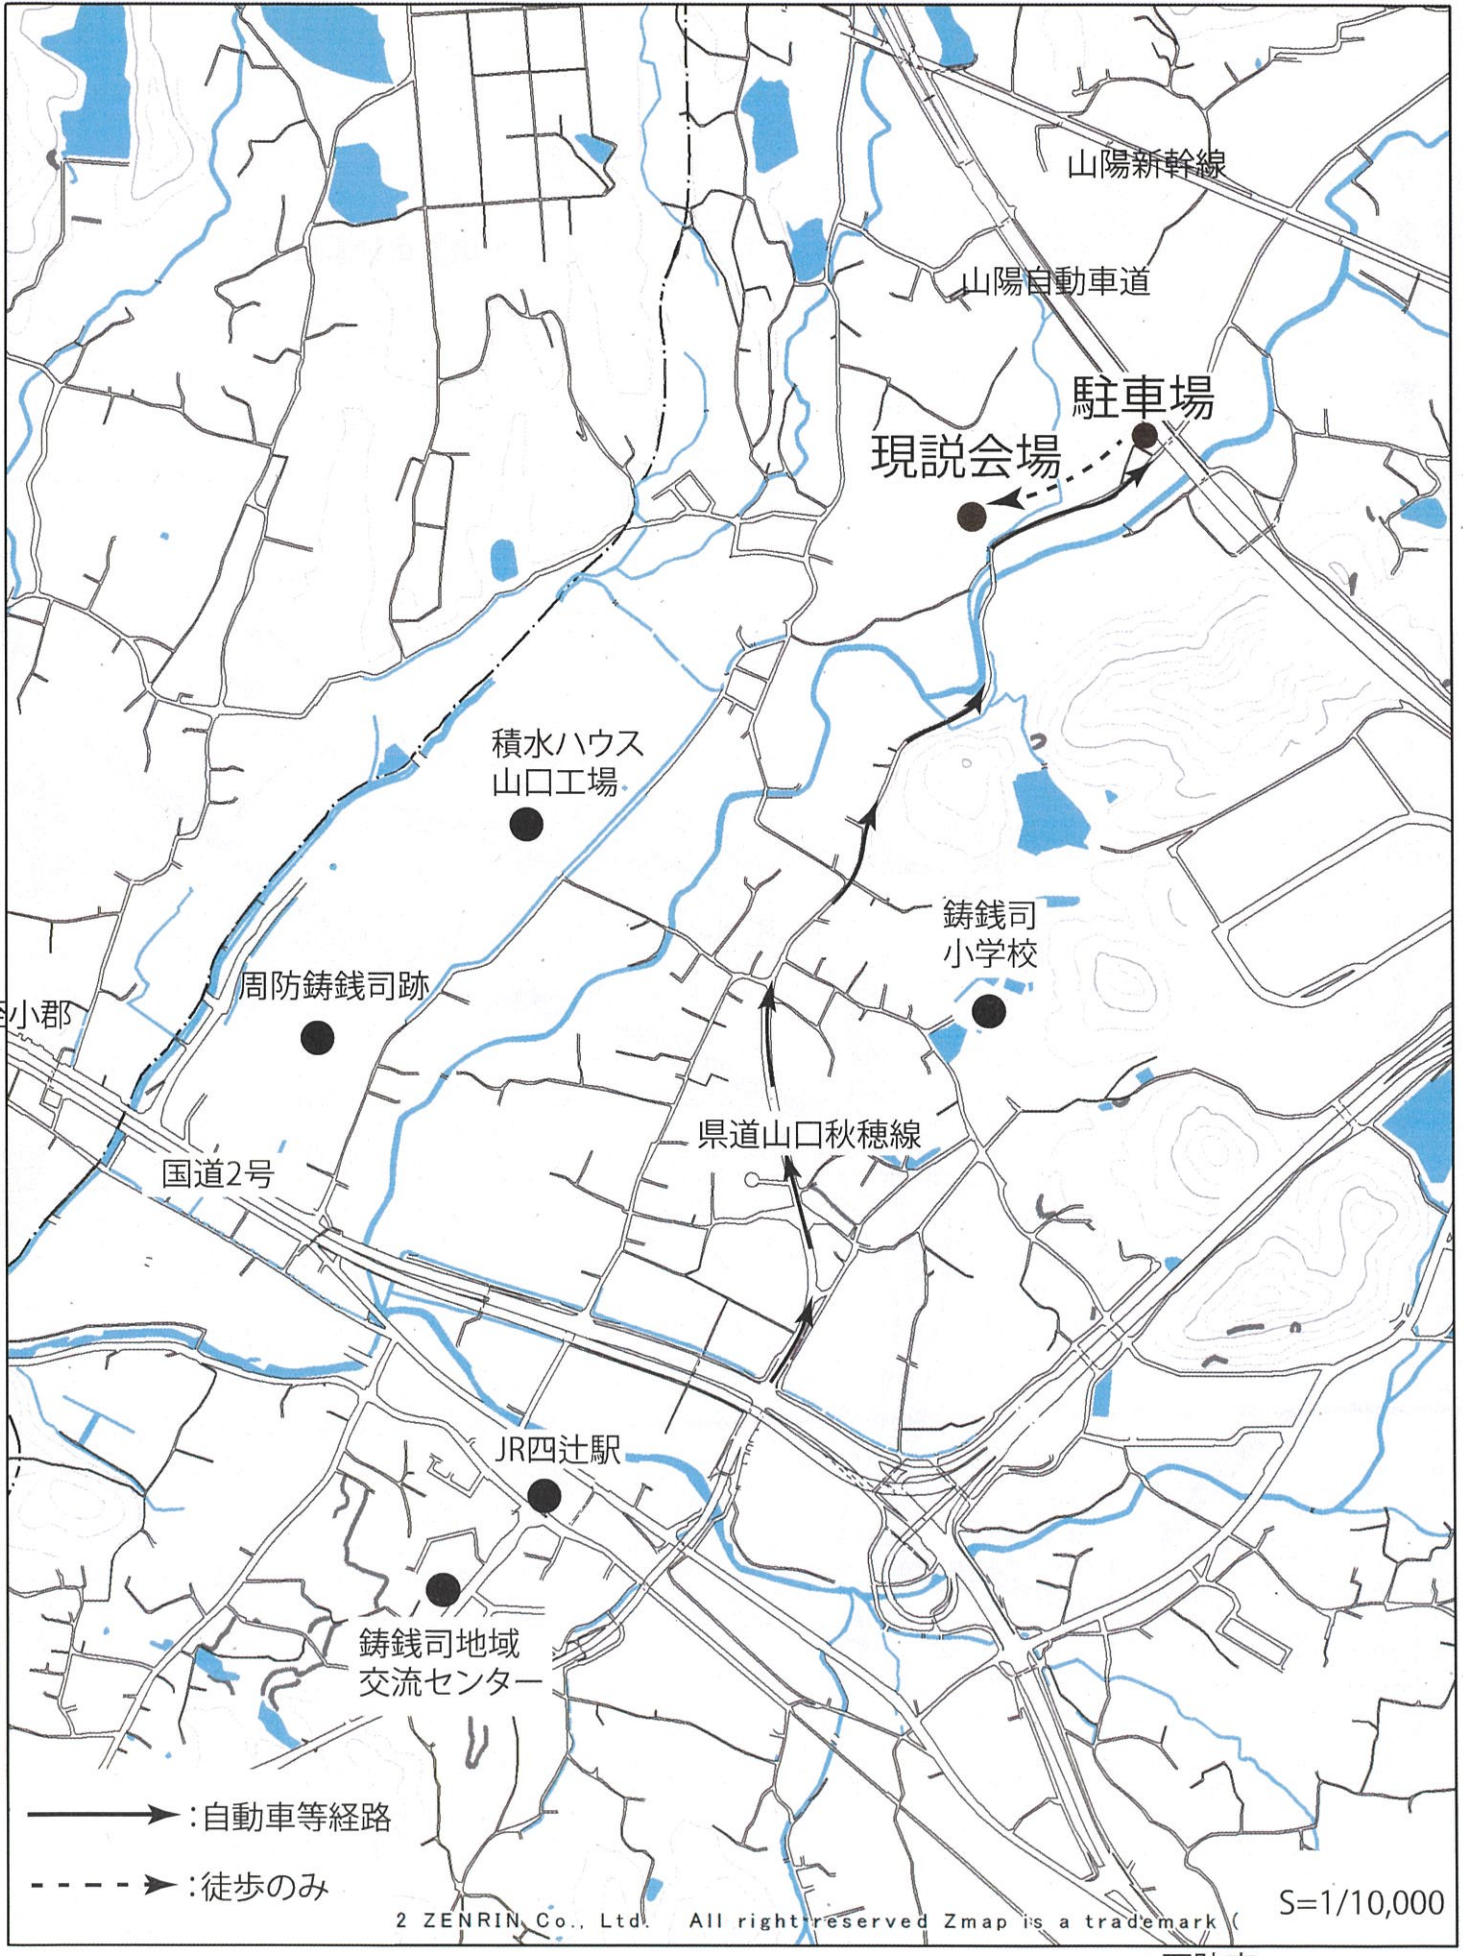 山陽新幹線
山陽自動車道
駐車場
現説会場
積水ハウス
山口工場
鋳銭司
小学校
周防鋳銭司跡
小郡
県道山口秋穂線
国道2号
JR四辻駅
鋳銭司地域
交流センター
:自動車等経路
:徒歩のみ
S=1/10,000
2 ZENRIN Co., Ltd. All right reserved Zmap is a trademark (